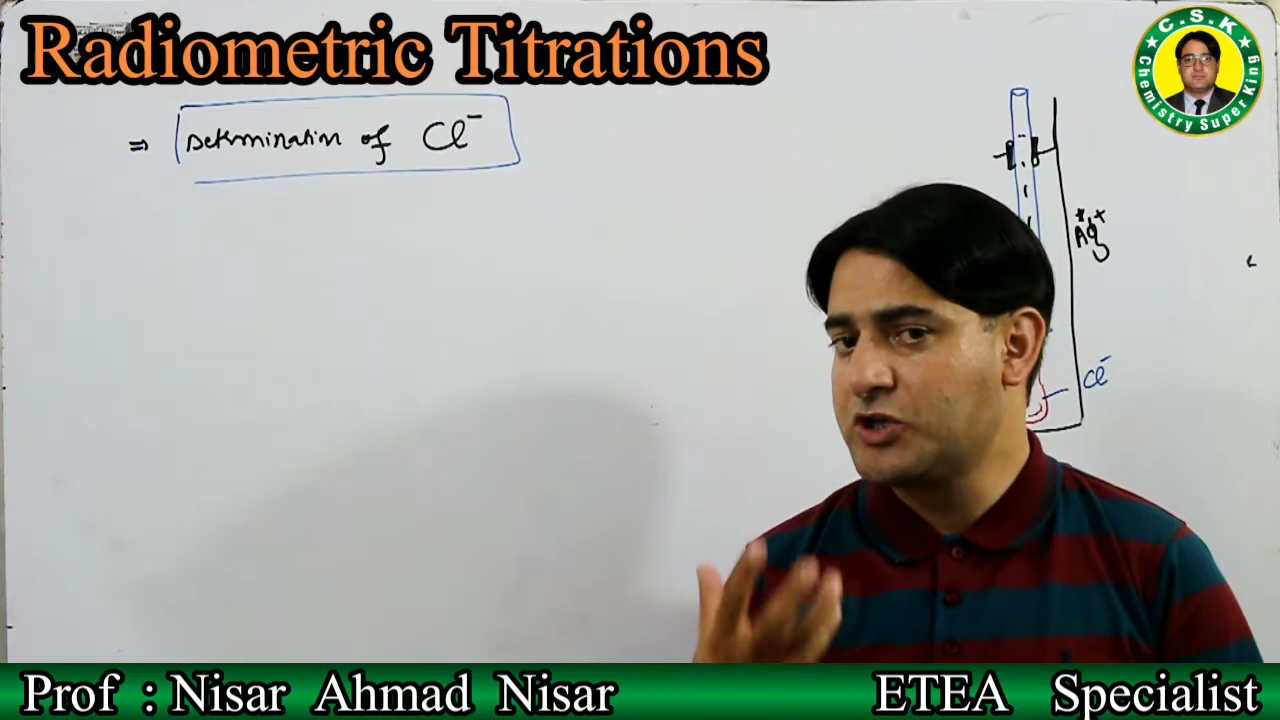 Radiometric Titrations
C.S.K
Chemistry Super King
⇒ Determination of Cl⁻
*Ag⁺
Cl⁻
Prof : Nisar Ahmad Nisar
ETEA Specialist